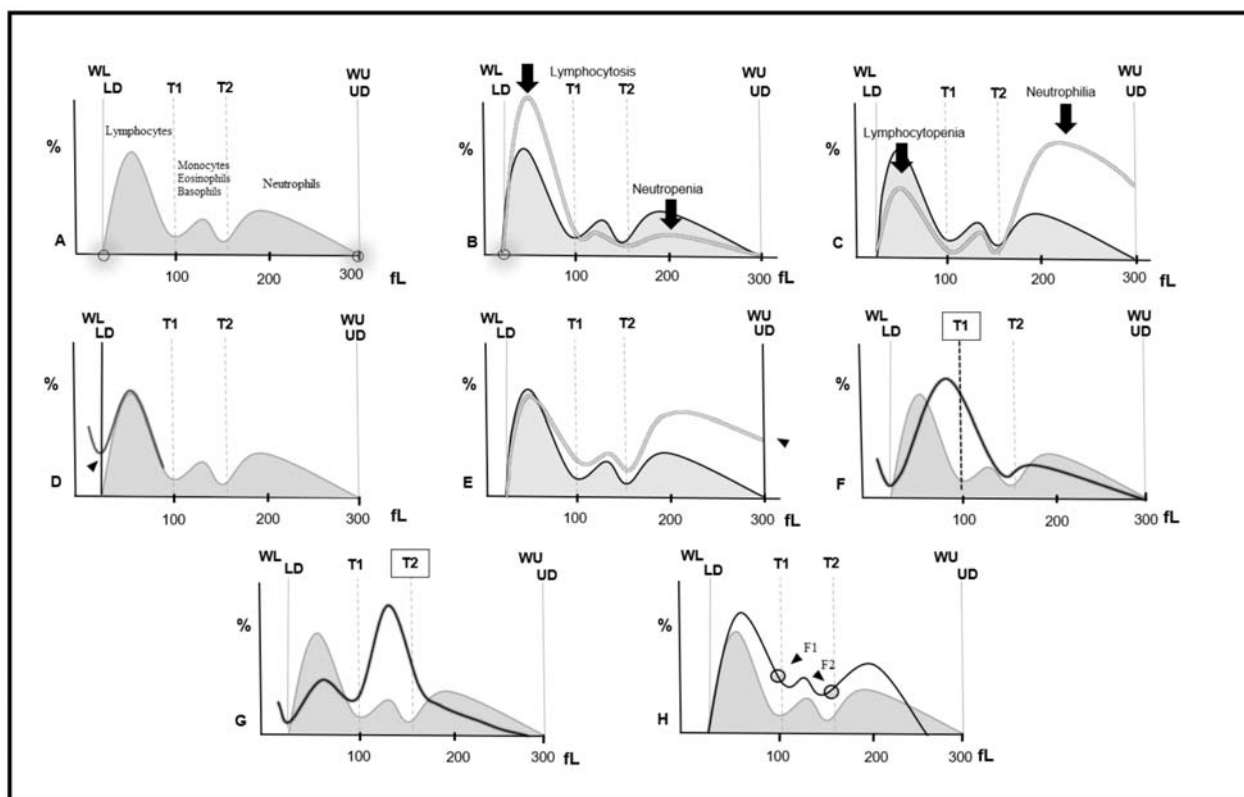 WL LD T1 T2 WU UD
% Lymphocytes Monocytes Eosinophils Basophils Neutrophils
A 100 200 300 fL
WL LD Lymphocytosis T1 T2 WU UD
% Neutropenia
B 100 200 300 fL
WL LD T1 T2 Neutrophilia WU UD
% Lymphocytopenia
C 100 200 300 fL
WL LD T1 T2 WU UD
%
D 100 200 300 fL
WL LD T1 T2 WU UD
%
E 100 200 300 fL
WL LD T1 T2 WU UD
%
F 100 200 300 fL
WL LD T1 T2 WU UD
%
G 100 200 300 fL
WL LD T1 T2 WU UD
% F1 F2
H 100 200 300 fL